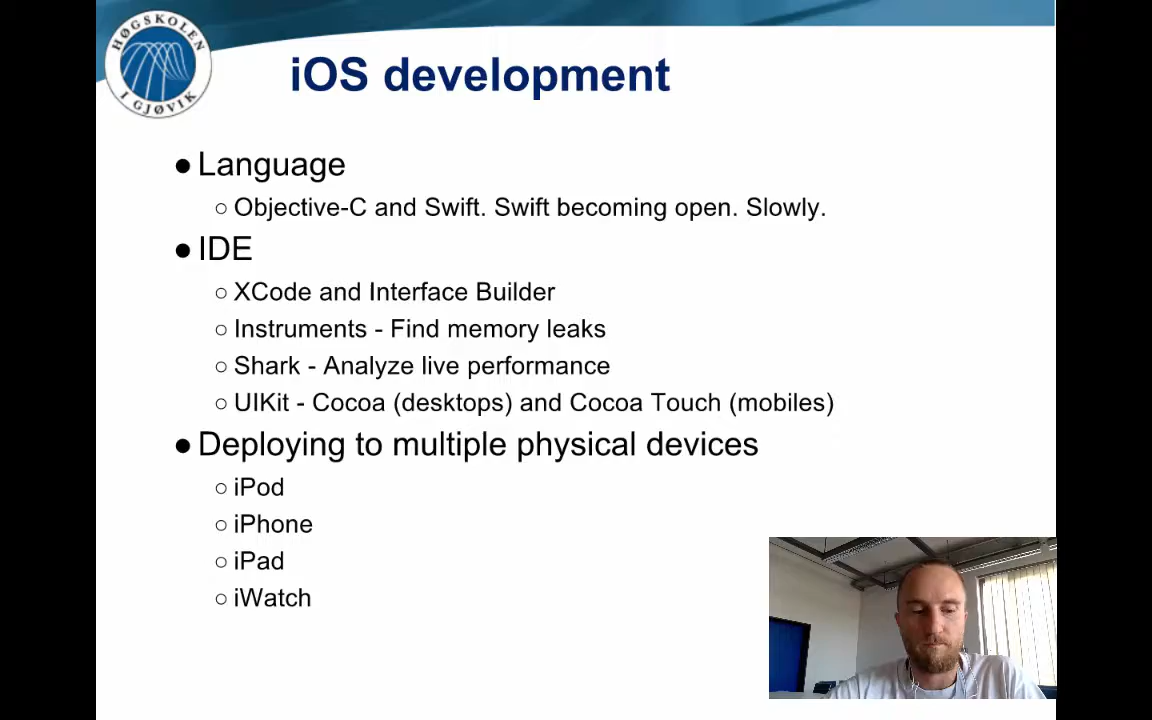 HØGSKOLEN
I GJØVIK
iOS development
● Language
○ Objective-C and Swift. Swift becoming open. Slowly.
● IDE
○ XCode and Interface Builder
○ Instruments - Find memory leaks
○ Shark - Analyze live performance
○ UIKit - Cocoa (desktops) and Cocoa Touch (mobiles)
● Deploying to multiple physical devices
○ iPod
○ iPhone
○ iPad
○ iWatch